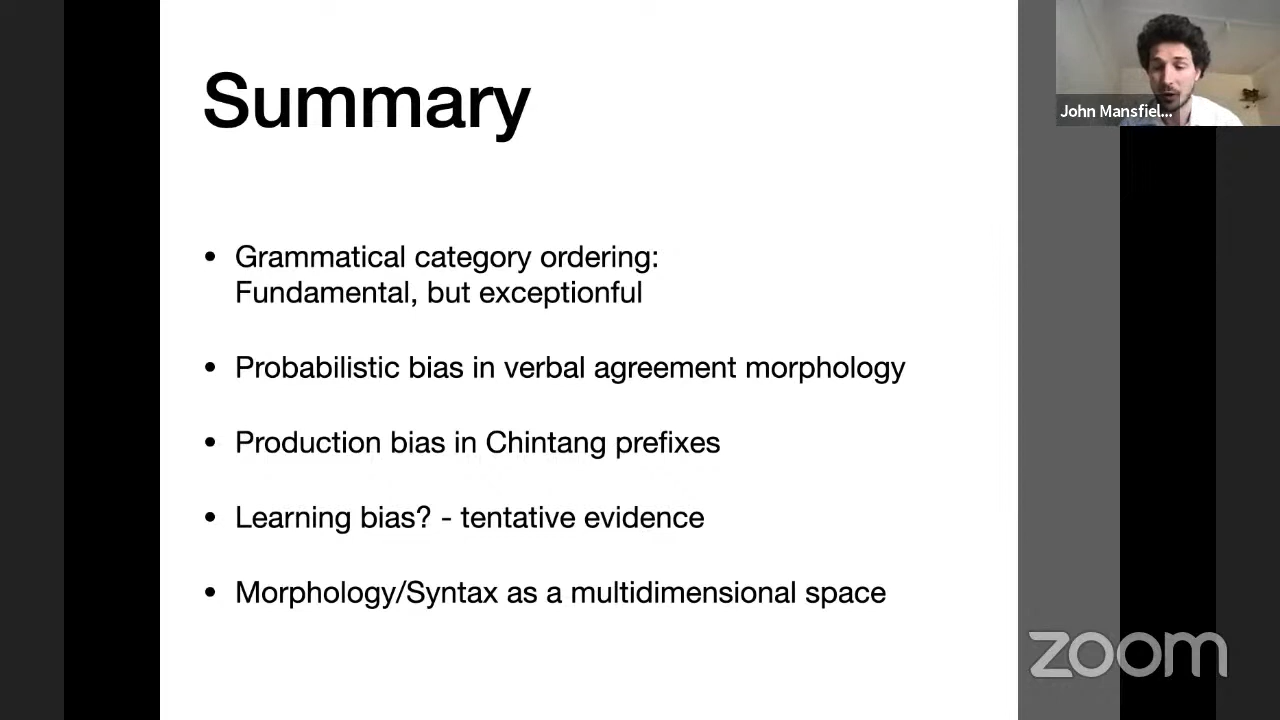 Summary
John Mansfiel...
• Grammatical category ordering:
Fundamental, but exceptionful
• Probabilistic bias in verbal agreement morphology
• Production bias in Chintang prefixes
• Learning bias? - tentative evidence
• Morphology/Syntax as a multidimensional space
zoom